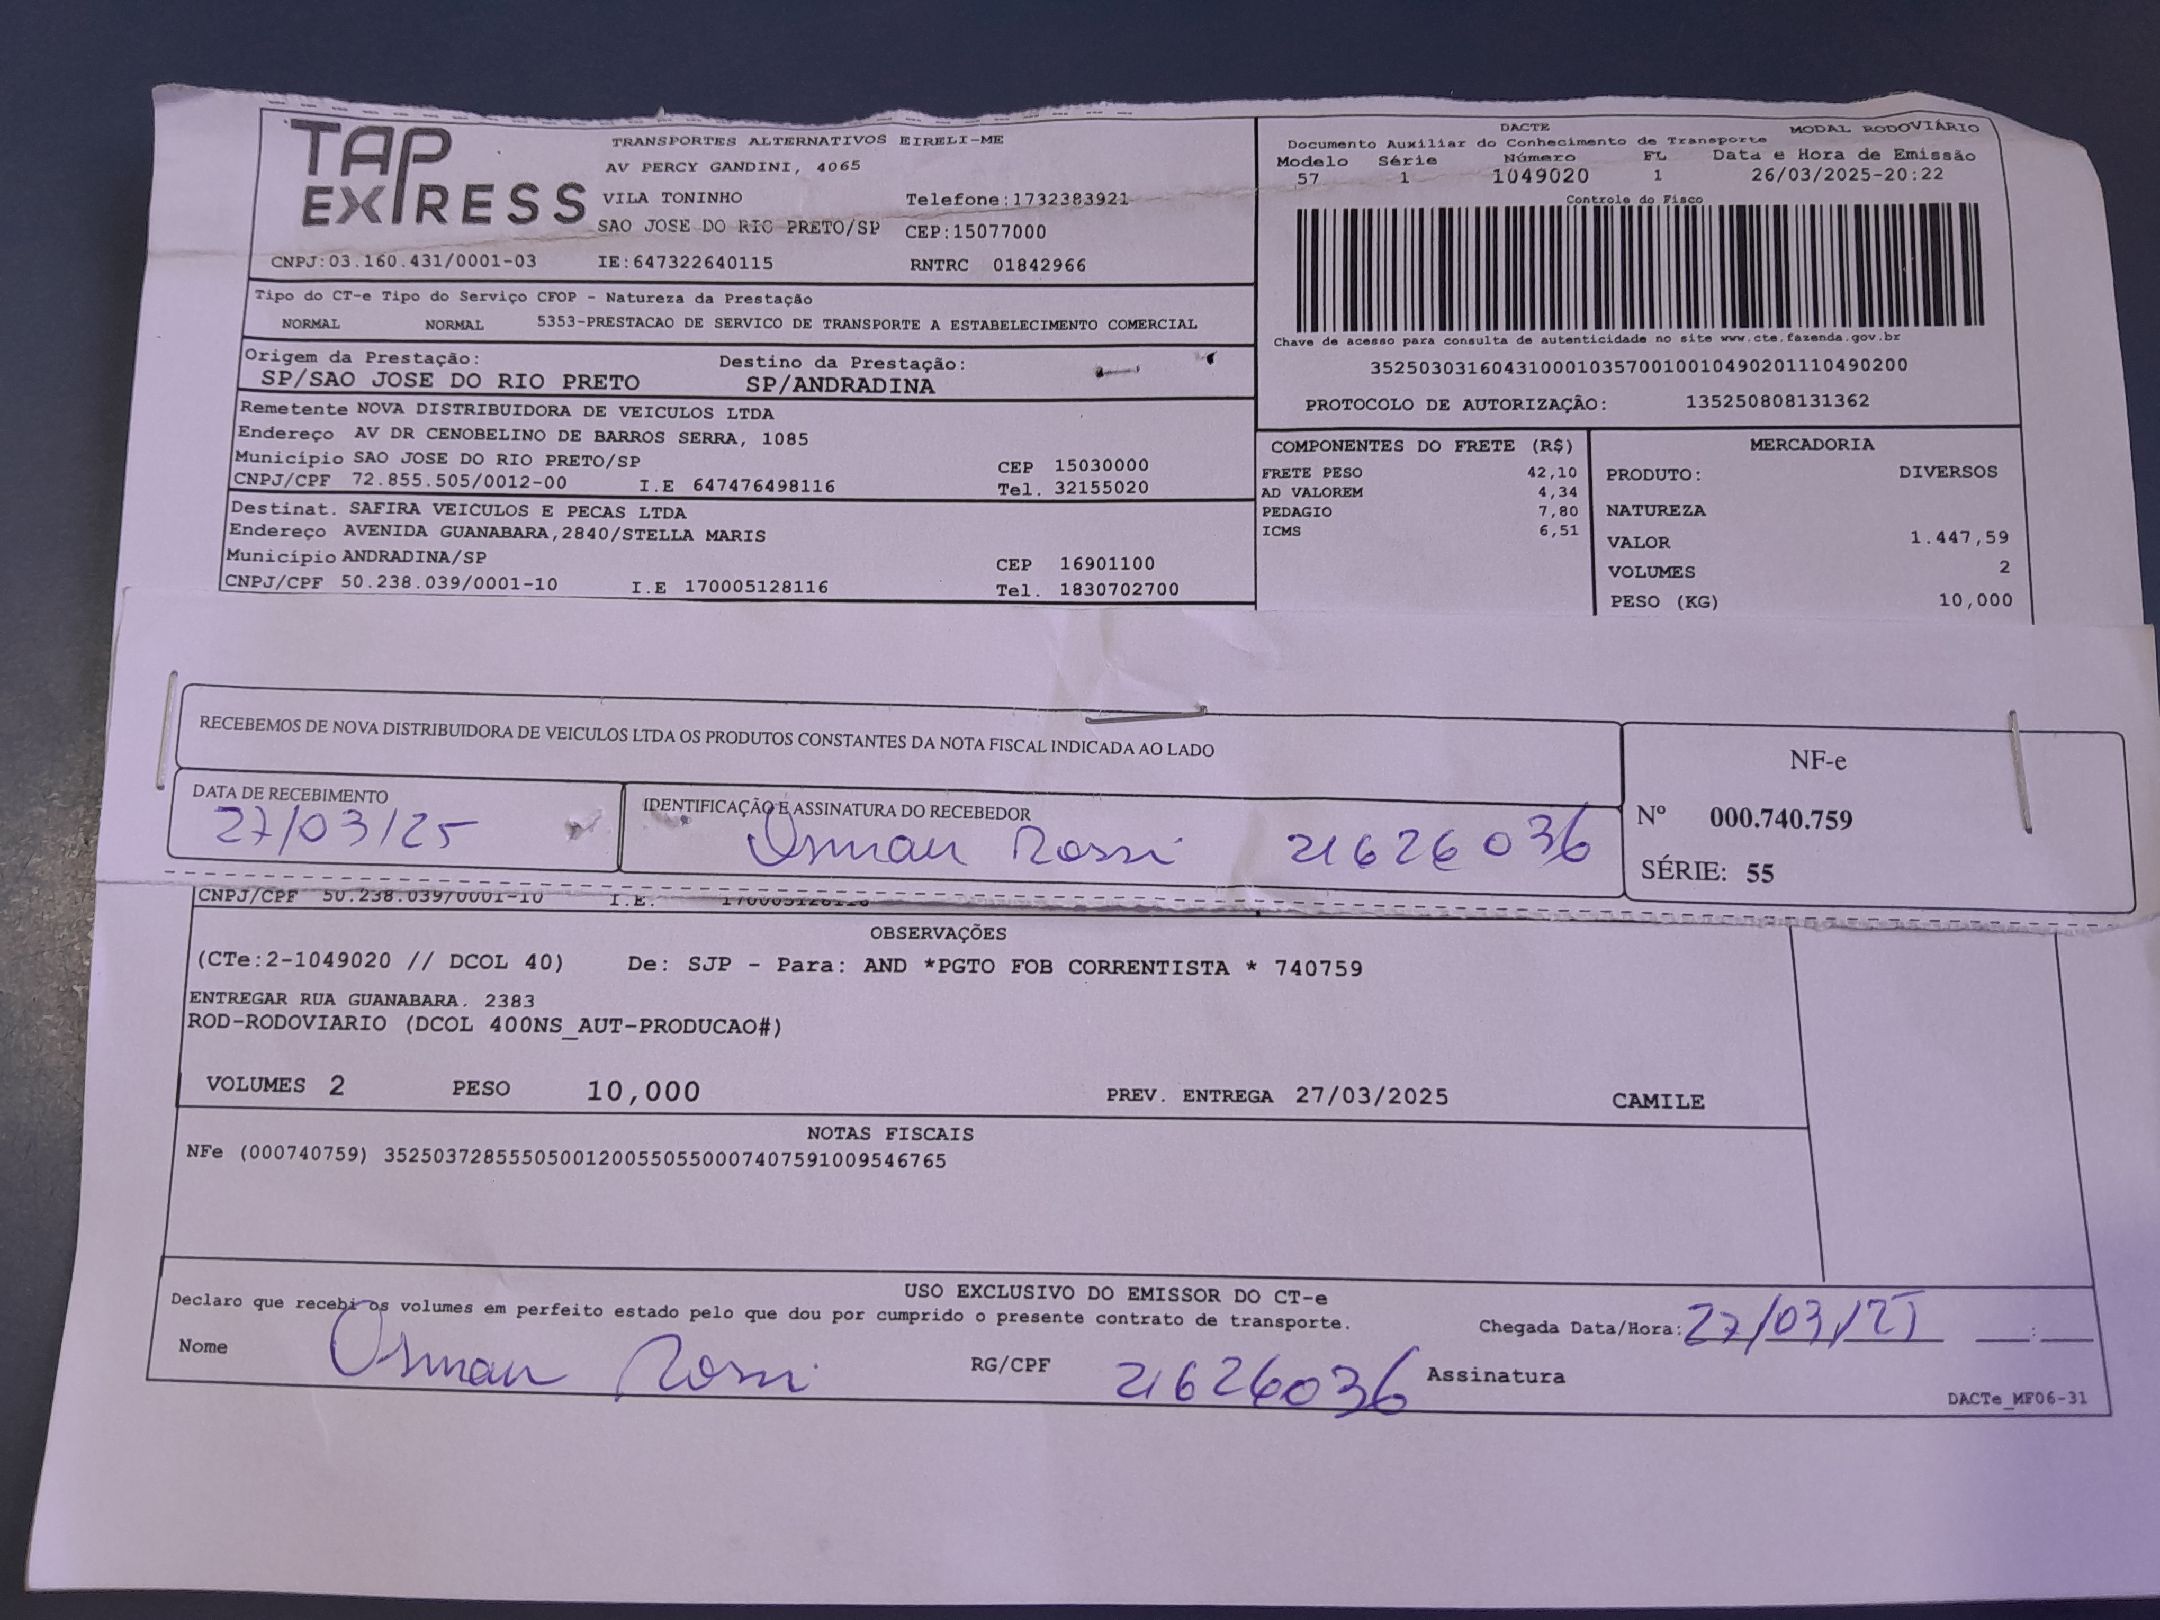 TAP EXPRESS
TRANSPORTES ALTERNATIVOS EIRELI-ME
AV PERCY GANDINI, 4065
VILA TONINHO Telefone:1732383921
SAO JOSE DO RIO PRETO/SP CEP:15077000
CNPJ:03.160.431/0001-03 IE:647322640115 RNTRC 01842966
Tipo do CT-e Tipo do Serviço CFOP - Natureza da Prestação
NORMAL NORMAL 5353-PRESTACAO DE SERVICO DE TRANSPORTE A ESTABELECIMENTO COMERCIAL
Origem da Prestação: Destino da Prestação:
SP/SAO JOSE DO RIO PRETO SP/ANDRADINA
Remetente NOVA DISTRIBUIDORA DE VEICULOS LTDA
Endereço AV DR CENOBELINO DE BARROS SERRA, 1085
Município SAO JOSE DO RIO PRETO/SP CEP 15030000
CNPJ/CPF 72.855.505/0012-00 I.E 647476498116 Tel. 32155020
Destinat. SAFIRA VEICULOS E PECAS LTDA
Endereço AVENIDA GUANABARA,2840/STELLA MARIS
Município ANDRADINA/SP CEP 16901100
CNPJ/CPF 50.238.039/0001-10 I.E 170005128116 Tel. 1830702700
DACTE MODAL RODOVIÁRIO
Documento Auxiliar do Conhecimento de Transporte
Modelo Série Número FL Data e Hora de Emissão
57 1 1049020 1 26/03/2025-20:22
Controle do Fisco
Chave de acesso para consulta de autenticidade no site www.cte.fazenda.gov.br
35250303160431000103570010010490201110490200
PROTOCOLO DE AUTORIZAÇÃO: 135250808131362
COMPONENTES DO FRETE (R$)
FRETE PESO 42,10
AD VALOREM 4,34
PEDAGIO 7,80
ICMS 6,51
MERCADORIA
PRODUTO: DIVERSOS
NATUREZA
VALOR 1.447,59
VOLUMES 2
PESO (KG) 10,000
RECEBEMOS DE NOVA DISTRIBUIDORA DE VEICULOS LTDA OS PRODUTOS CONSTANTES DA NOTA FISCAL INDICADA AO LADO
DATA DE RECEBIMENTO
27/03/25
IDENTIFICAÇÃO E ASSINATURA DO RECEBEDOR
Osmar Rossi 21626036
NF-e
Nº 000.740.759
SÉRIE: 55
CNPJ/CPF 50.238.039/0001-10 I.E. 170005128116
OBSERVAÇÕES
(CTe:2-1049020 // DCOL 40) De: SJP - Para: AND *PGTO FOB CORRENTISTA * 740759
ENTREGAR RUA GUANABARA. 2383
ROD-RODOVIARIO (DCOL 400NS_AUT-PRODUCAO#)
VOLUMES 2 PESO 10,000 PREV. ENTREGA 27/03/2025 CAMILE
NOTAS FISCAIS
NFe (000740759) 35250372855505001200550550007407591009546765
USO EXCLUSIVO DO EMISSOR DO CT-e
Declaro que recebi os volumes em perfeito estado pelo que dou por cumprido o presente contrato de transporte.
Chegada Data/Hora: 27/03/25 __:__
Nome Osmar Rossi RG/CPF 21626036 Assinatura
DACTe_MF06-31